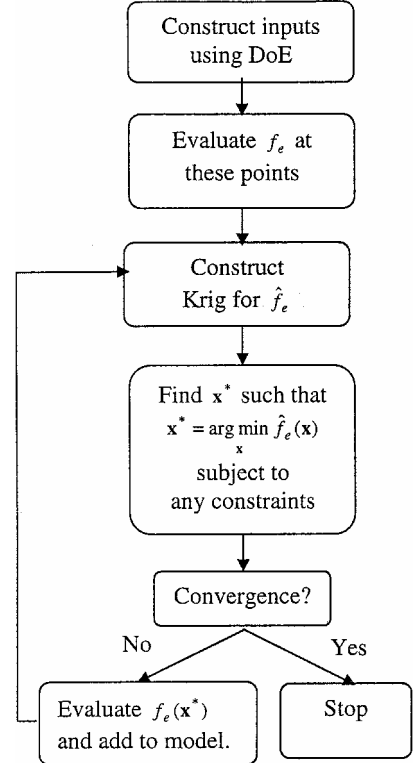 Construct inputs
using DoE
Evaluate fₑ at
these points
Construct
Krig for f̂ₑ
Find x* such that
x* = arg min f̂ₑ(x)
x
subject to
any constraints
Convergence?
No
Yes
Evaluate fₑ(x*)
and add to model.
Stop